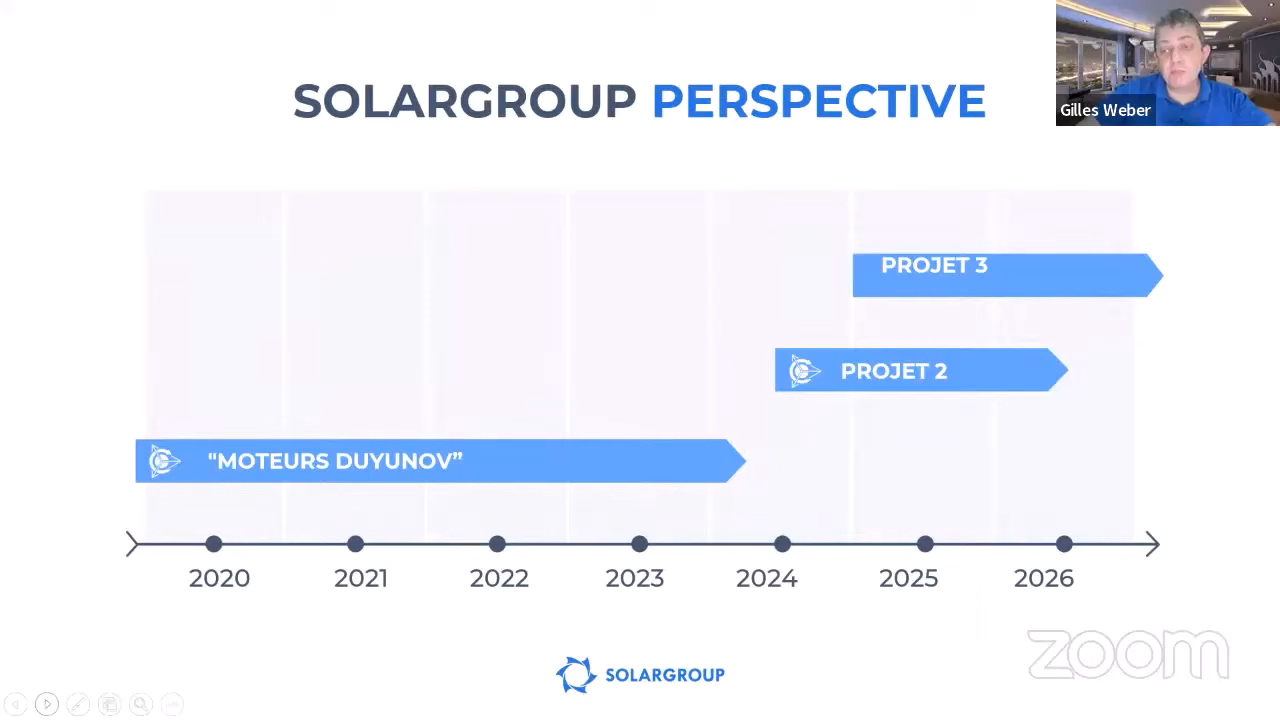 SOLARGROUP PERSPECTIVE
Gilles Weber
PROJET 3
PROJET 2
"MOTEURS DUYUNOV”
2020 2021 2022 2023 2024 2025 2026
zoom
SOLARGROUP